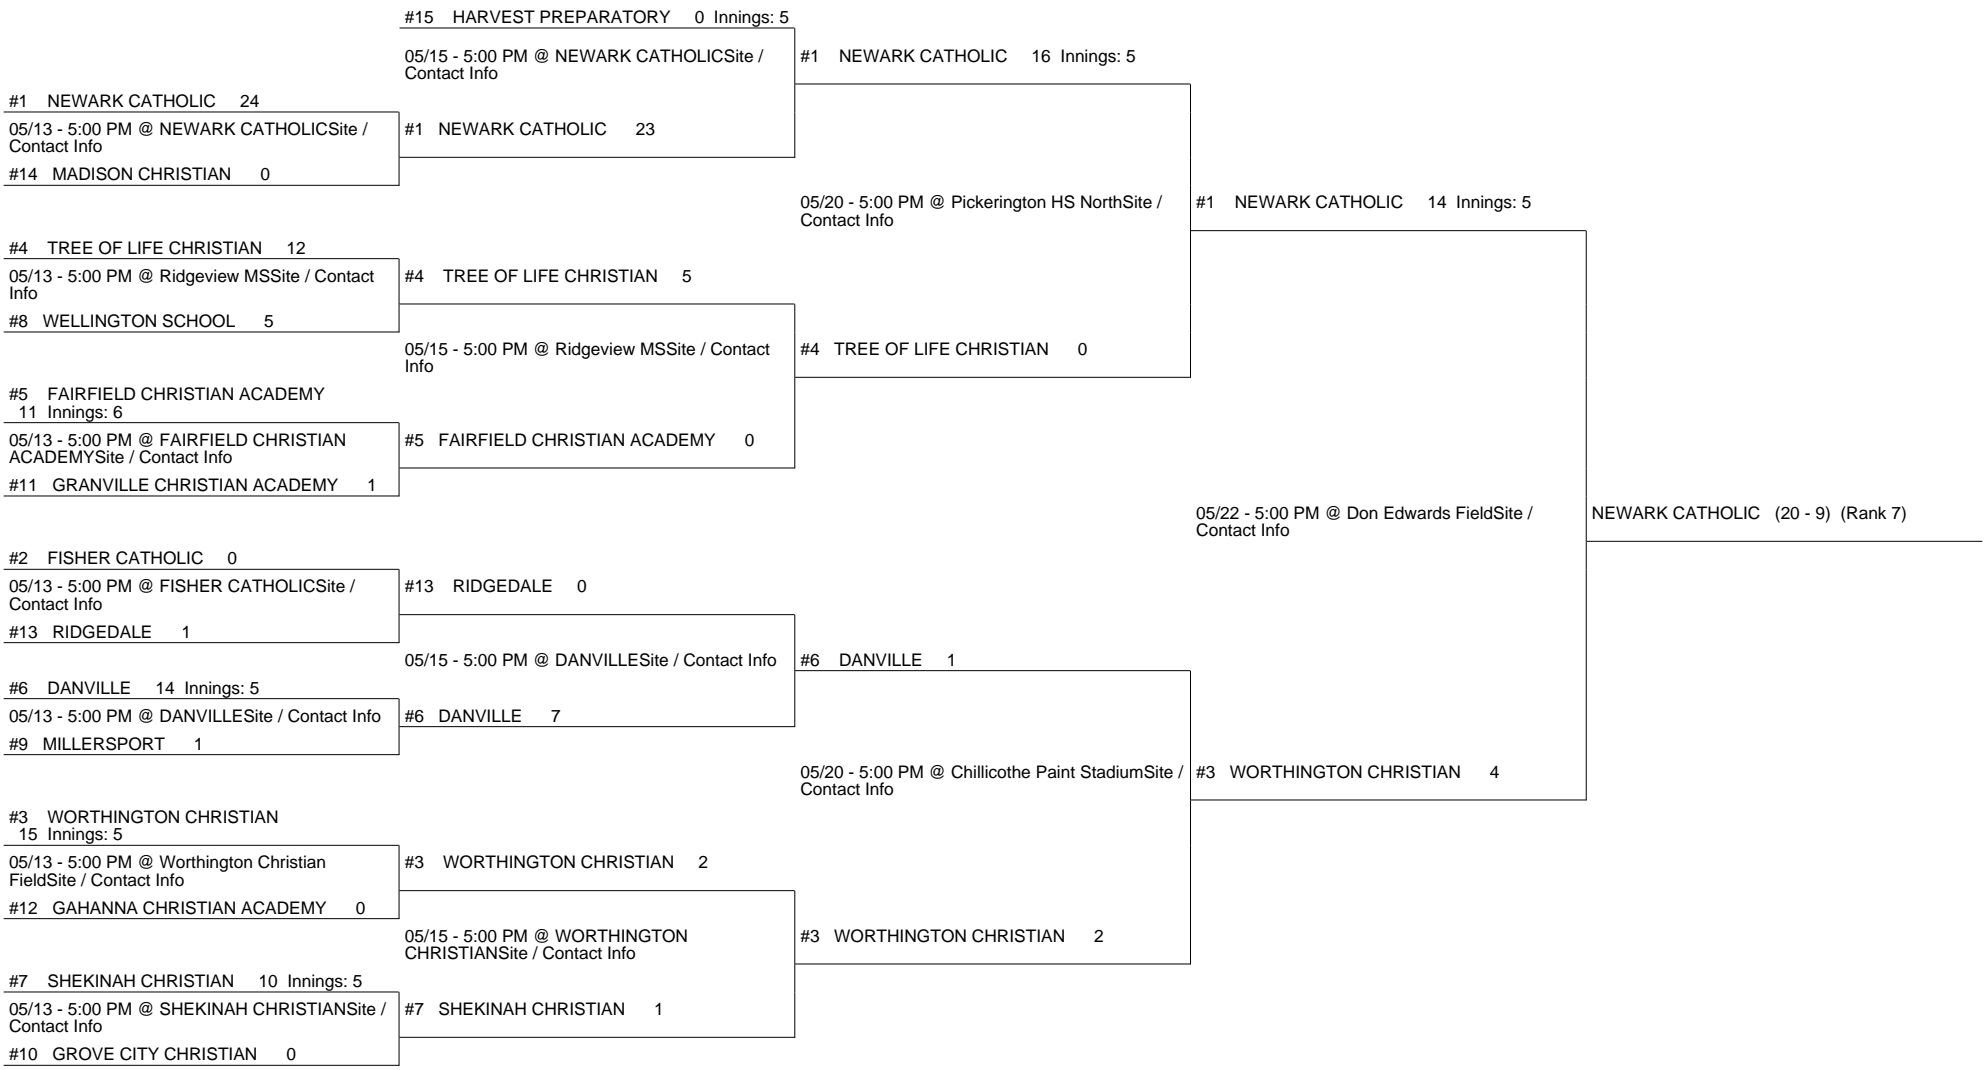 #15 HARVEST PREPARATORY 0 Innings: 5
05/15 - 5:00 PM @ NEWARK CATHOLICSite /
Contact Info
#1 NEWARK CATHOLIC 16 Innings: 5
#1 NEWARK CATHOLIC 24
05/13 - 5:00 PM @ NEWARK CATHOLICSite /
Contact Info
#1 NEWARK CATHOLIC 23
#14 MADISON CHRISTIAN 0
05/20 - 5:00 PM @ Pickerington HS NorthSite /
Contact Info
#1 NEWARK CATHOLIC 14 Innings: 5
#4 TREE OF LIFE CHRISTIAN 12
05/13 - 5:00 PM @ Ridgeview MSSite / Contact
Info
#4 TREE OF LIFE CHRISTIAN 5
#8 WELLINGTON SCHOOL 5
05/15 - 5:00 PM @ Ridgeview MSSite / Contact
Info
#4 TREE OF LIFE CHRISTIAN 0
#5 FAIRFIELD CHRISTIAN ACADEMY
11 Innings: 6
05/13 - 5:00 PM @ FAIRFIELD CHRISTIAN
ACADEMYSite / Contact Info
#5 FAIRFIELD CHRISTIAN ACADEMY 0
#11 GRANVILLE CHRISTIAN ACADEMY 1
05/22 - 5:00 PM @ Don Edwards FieldSite /
Contact Info
NEWARK CATHOLIC (20 - 9) (Rank 7)
#2 FISHER CATHOLIC 0
05/13 - 5:00 PM @ FISHER CATHOLICSite /
Contact Info
#13 RIDGEDALE 0
#13 RIDGEDALE 1
05/15 - 5:00 PM @ DANVILLESite / Contact Info
#6 DANVILLE 1
#6 DANVILLE 14 Innings: 5
05/13 - 5:00 PM @ DANVILLESite / Contact Info
#6 DANVILLE 7
#9 MILLERSPORT 1
05/20 - 5:00 PM @ Chillicothe Paint StadiumSite /
Contact Info
#3 WORTHINGTON CHRISTIAN 4
#3 WORTHINGTON CHRISTIAN
15 Innings: 5
05/13 - 5:00 PM @ Worthington Christian
FieldSite / Contact Info
#3 WORTHINGTON CHRISTIAN 2
#12 GAHANNA CHRISTIAN ACADEMY 0
05/15 - 5:00 PM @ WORTHINGTON
CHRISTIANSite / Contact Info
#3 WORTHINGTON CHRISTIAN 2
#7 SHEKINAH CHRISTIAN 10 Innings: 5
05/13 - 5:00 PM @ SHEKINAH CHRISTIANSite /
Contact Info
#7 SHEKINAH CHRISTIAN 1
#10 GROVE CITY CHRISTIAN 0